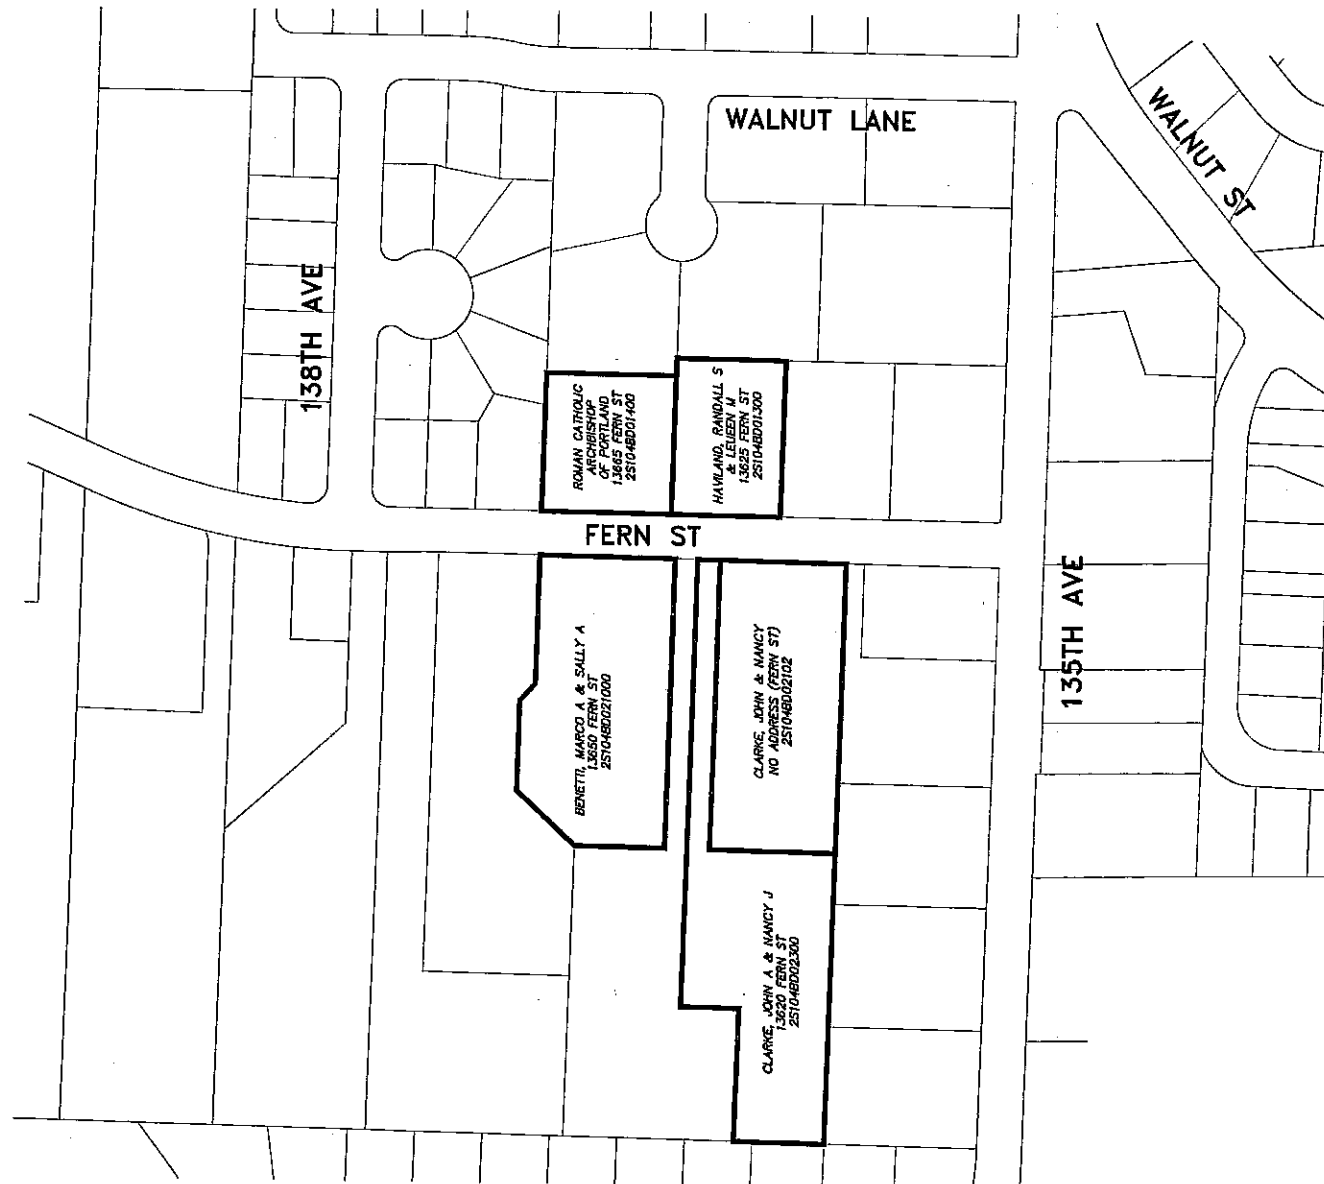 WALNUT LANE
WALNUT ST
138TH AVE
ROMAN CATHOLIC
ARCHBISHOP
OF PORTLAND
13665 FERN ST
2S104BD01400
HAVILAND, RANDALL S
& LEUEEN M
13625 FERN ST
2S104BD01300
FERN ST
135TH AVE
BENETTI, MARCO A & SALLY A
13650 FERN ST
2S104BD021000
CLARKE, JOHN & NANCY
NO ADDRESS (FERN ST)
2S104BD02102
CLARKE, JOHN A & NANCY J
13620 FERN ST
2S104BD02300